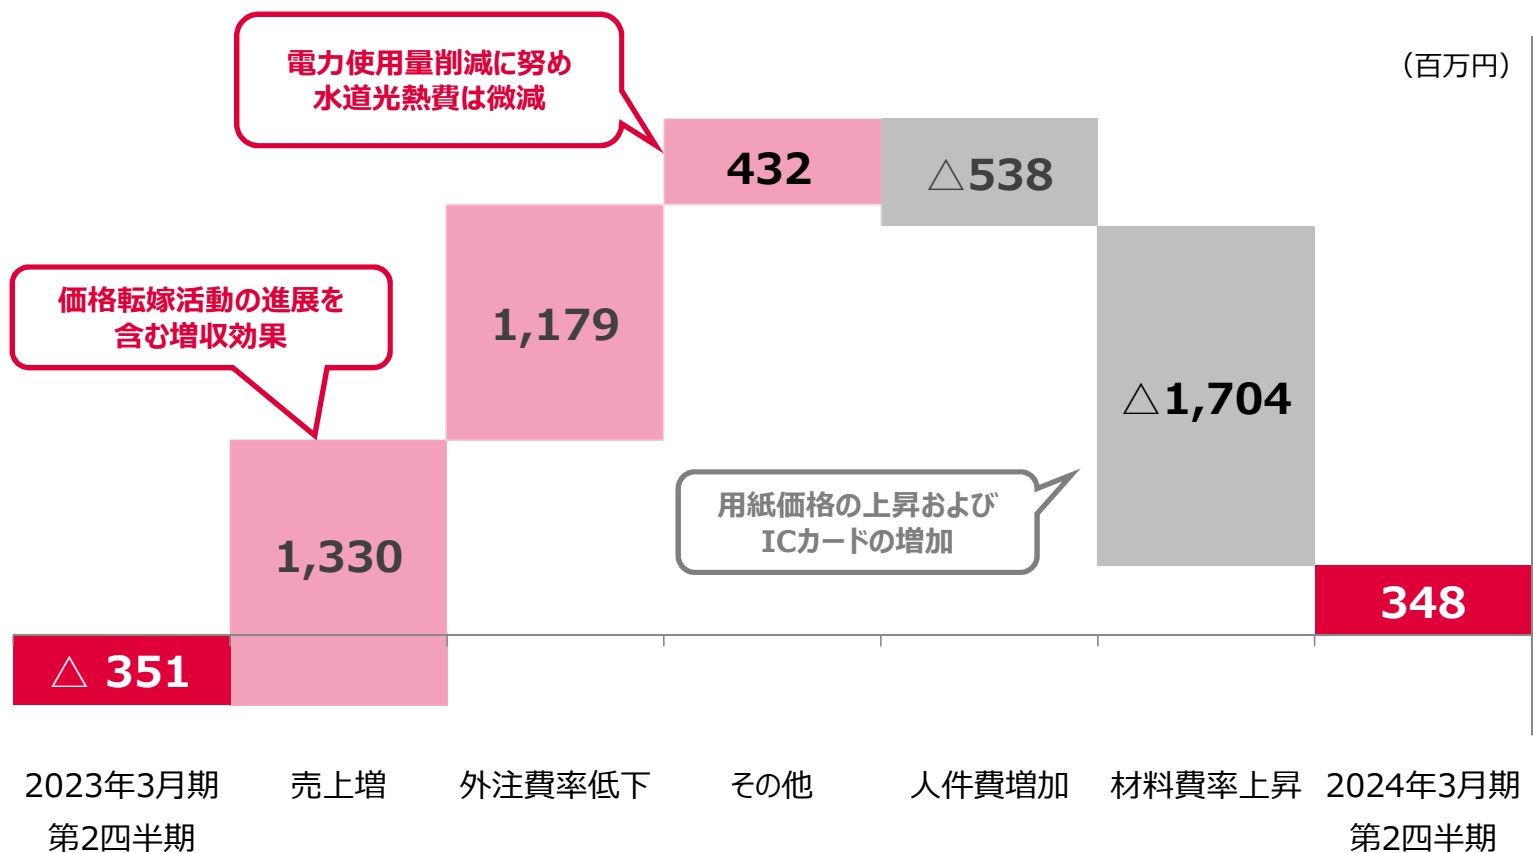 電力使用量削減に努め
水道光熱費は微減
（百万円）
432
△538
価格転嫁活動の進展を
含む増収効果
1,179
△1,704
用紙価格の上昇および
ICカードの増加
1,330
348
△ 351
2023年3月期
第2四半期
売上増
外注費率低下
その他
人件費増加
材料費率上昇
2024年3月期
第2四半期